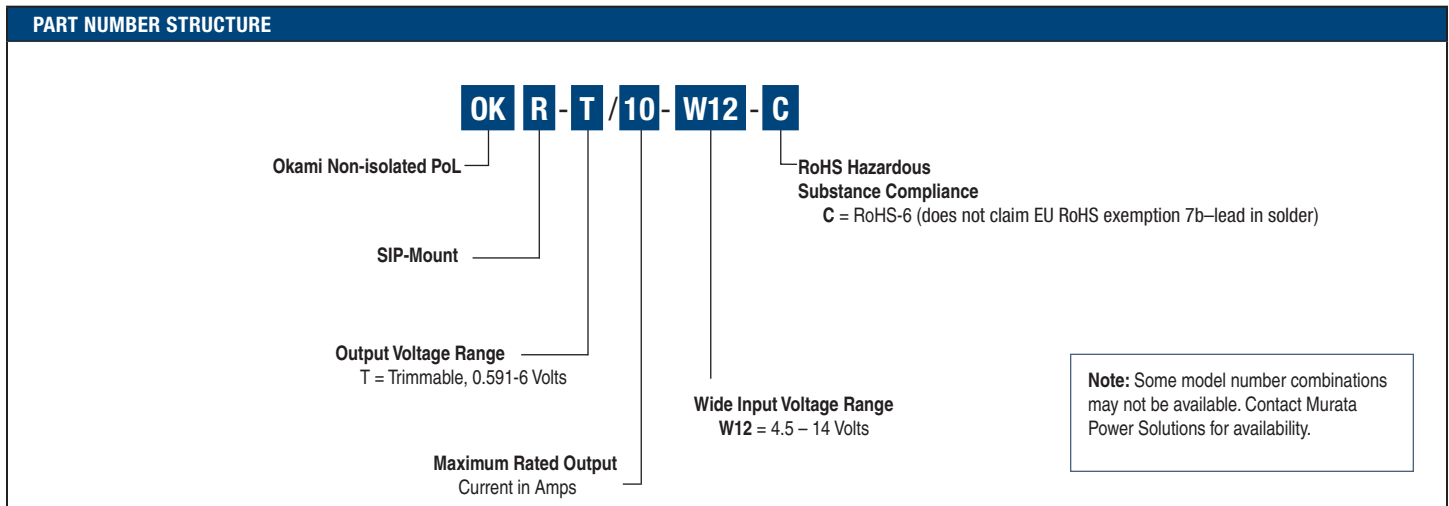 PART NUMBER STRUCTURE
OK R - T / 10 - W12 - C
Okami Non-isolated PoL
RoHS Hazardous
Substance Compliance
C = RoHS-6 (does not claim EU RoHS exemption 7b–lead in solder)
SIP-Mount
Output Voltage Range
T = Trimmable, 0.591-6 Volts
Wide Input Voltage Range
W12 = 4.5 – 14 Volts
Maximum Rated Output
Current in Amps
Note: Some model number combinations
may not be available. Contact Murata
Power Solutions for availability.